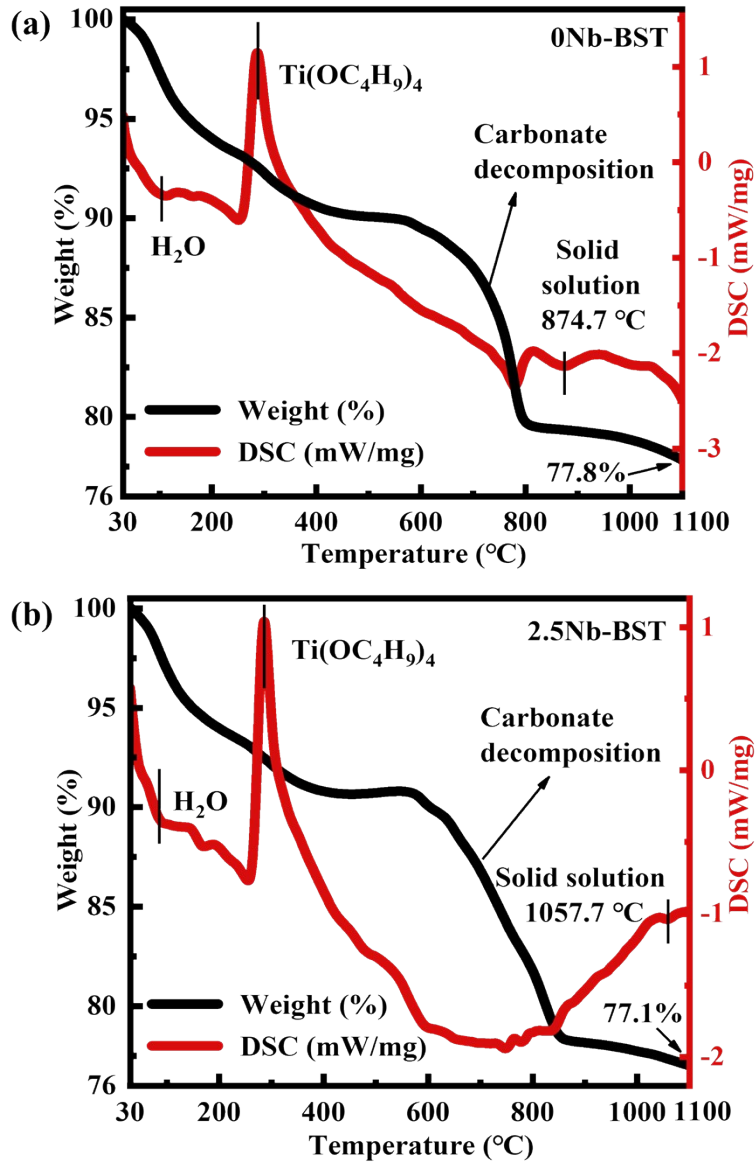 (a)
0Nb-BST
Ti(OC₄H₉)₄
H₂O
Carbonate
decomposition
Solid
solution
874.7 ℃
Weight (%)
DSC (mW/mg)
77.8%
Weight (%)
100
95
90
85
80
76
DSC (mW/mg)
1
0
-1
-2
-3
30 200 400 600 800 1000 1100
Temperature (℃)
(b)
2.5Nb-BST
Ti(OC₄H₉)₄
H₂O
Carbonate
decomposition
Solid solution
1057.7 ℃
Weight (%)
DSC (mW/mg)
77.1%
Weight (%)
100
95
90
85
80
76
DSC (mW/mg)
1
0
-1
-2
30 200 400 600 800 1000 1100
Temperature (℃)